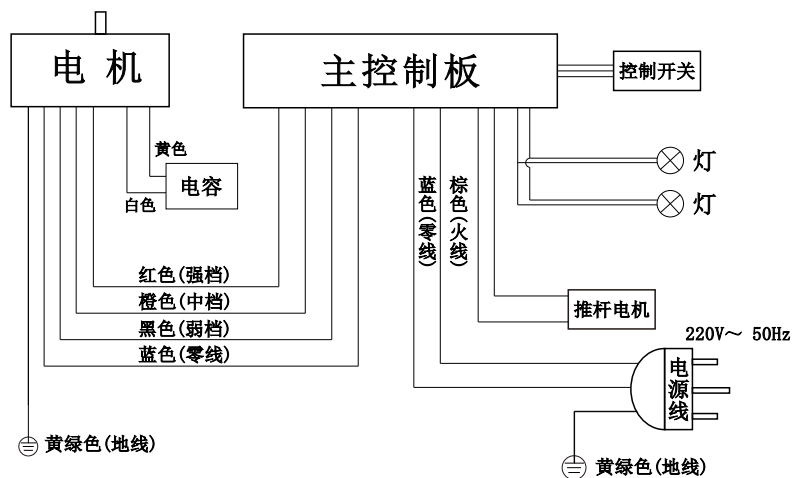 电 机
主控制板
控制开关
黄色
电容
白色
灯
灯
蓝色(零线)
棕色(火线)
红色(强档)
橙色(中档)
黑色(弱档)
蓝色(零线)
推杆电机
220V～ 50Hz
电源线
黄绿色(地线)
黄绿色(地线)